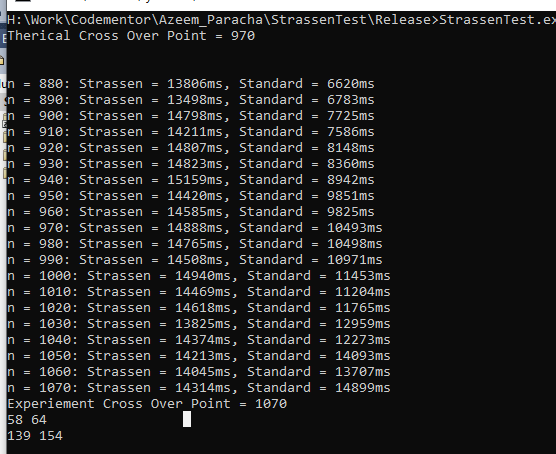 H:\Work\Codementor\Azeem_Paracha\StrassenTest\Release>StrassenTest.ex
Therical Cross Over Point = 970
n = 880: Strassen = 13806ms, Standard = 6620ms
n = 890: Strassen = 13498ms, Standard = 6783ms
n = 900: Strassen = 14798ms, Standard = 7725ms
n = 910: Strassen = 14211ms, Standard = 7586ms
n = 920: Strassen = 14807ms, Standard = 8148ms
n = 930: Strassen = 14823ms, Standard = 8360ms
n = 940: Strassen = 15159ms, Standard = 8942ms
n = 950: Strassen = 14420ms, Standard = 9851ms
n = 960: Strassen = 14585ms, Standard = 9825ms
n = 970: Strassen = 14888ms, Standard = 10493ms
n = 980: Strassen = 14765ms, Standard = 10498ms
n = 990: Strassen = 14508ms, Standard = 10971ms
n = 1000: Strassen = 14940ms, Standard = 11453ms
n = 1010: Strassen = 14469ms, Standard = 11204ms
n = 1020: Strassen = 14618ms, Standard = 11765ms
n = 1030: Strassen = 13825ms, Standard = 12959ms
n = 1040: Strassen = 14374ms, Standard = 12273ms
n = 1050: Strassen = 14213ms, Standard = 14093ms
n = 1060: Strassen = 14045ms, Standard = 13707ms
n = 1070: Strassen = 14314ms, Standard = 14899ms
Experiement Cross Over Point = 1070
58 64
139 154